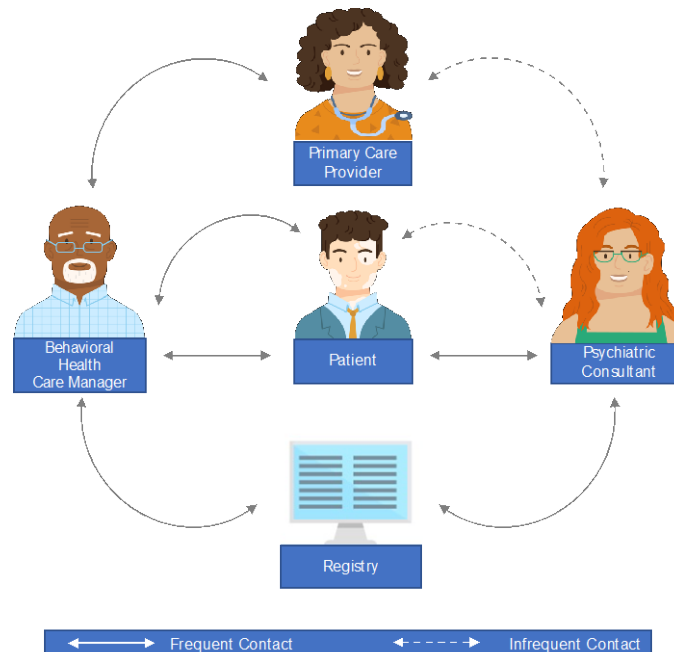 Primary Care
Provider
Behavioral
Health
Care Manager
Patient
Psychiatric
Consultant
Registry
Frequent Contact
Infrequent Contact